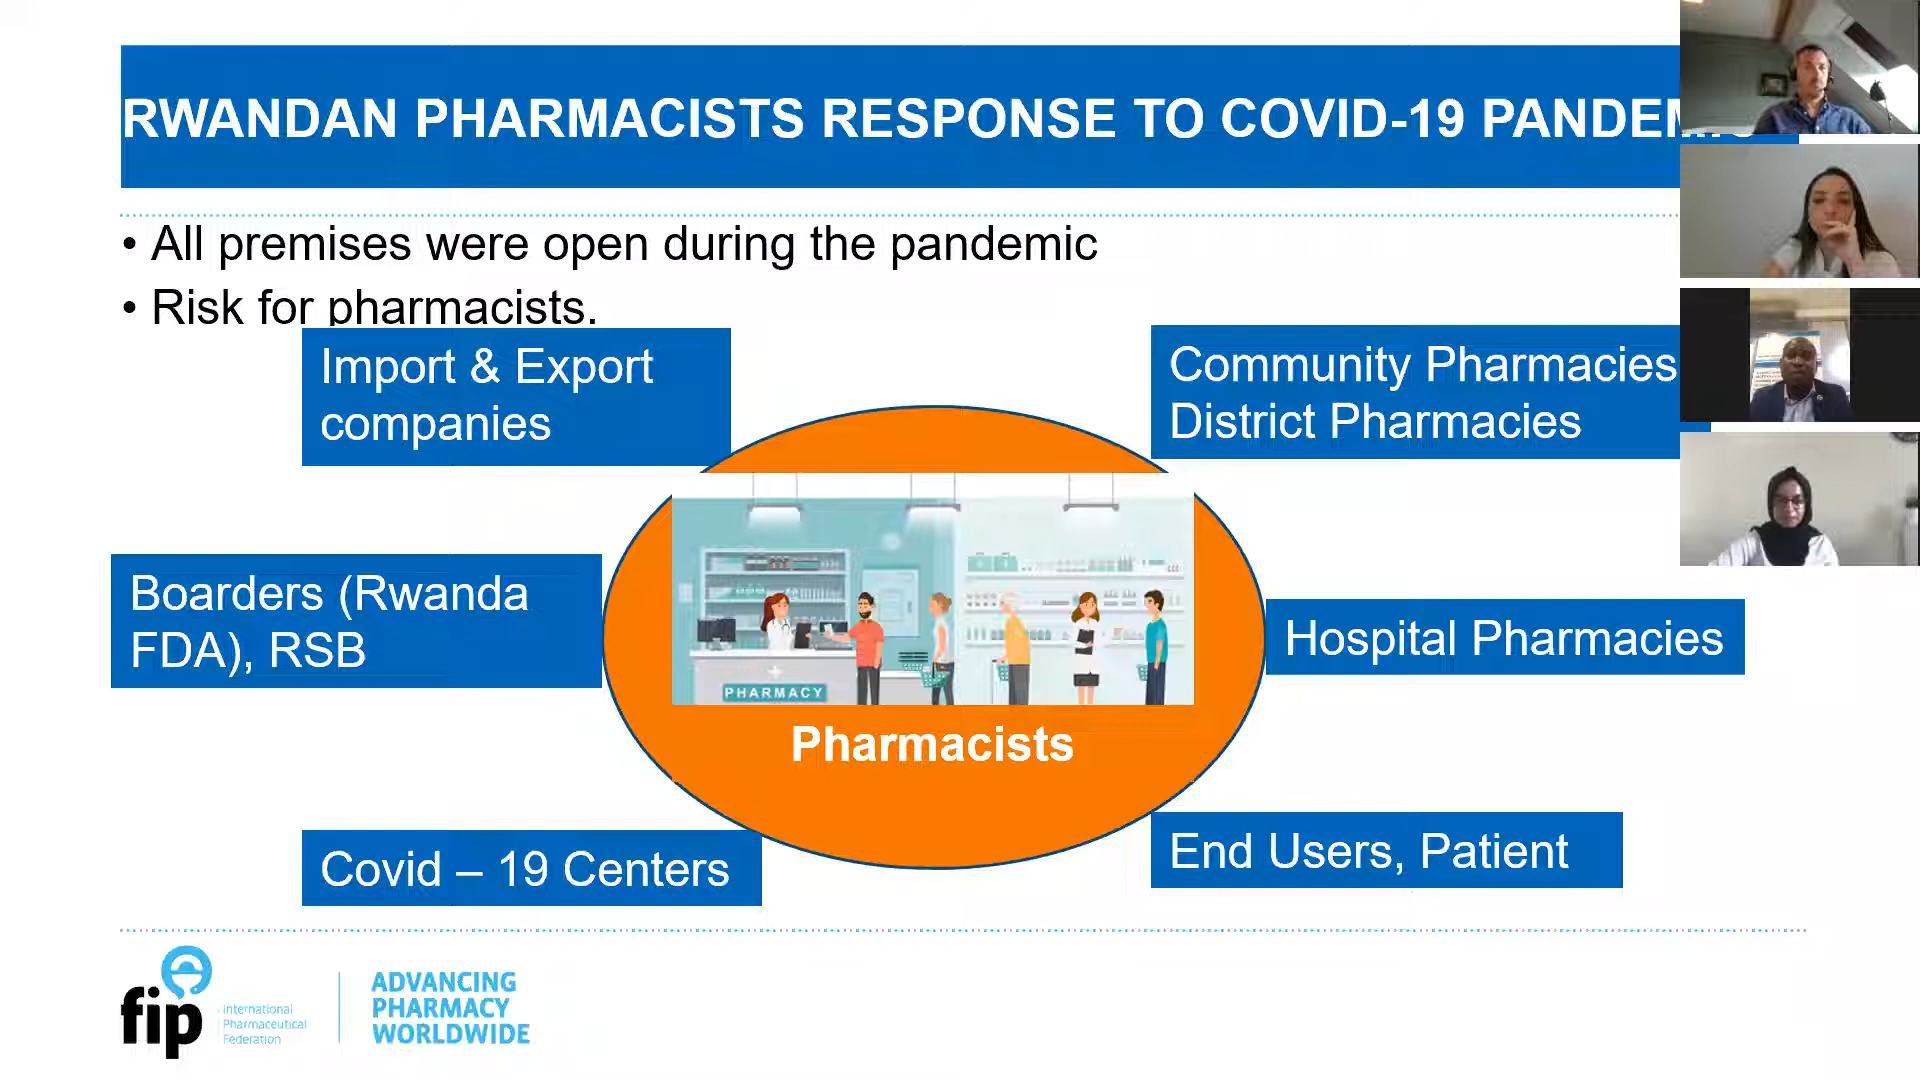 RWANDAN PHARMACISTS RESPONSE TO COVID-19 PANDEMIC
• All premises were open during the pandemic
• Risk for pharmacists.
Import & Export
companies
Community Pharmacies
District Pharmacies
Boarders (Rwanda
FDA), RSB
Hospital Pharmacies
PHARMACY
Pharmacists
Covid – 19 Centers
End Users, Patient
fip
International
Pharmaceutical
Federation
ADVANCING
PHARMACY
WORLDWIDE